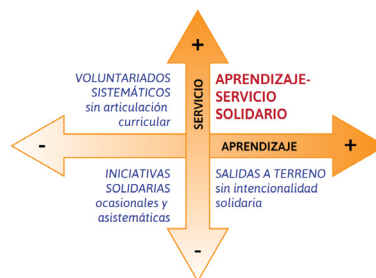 +
VOLUNTARIADOS
SISTEMÁTICOS
sin articulación
curricular
SERVICIO
APRENDIZAJE-
SERVICIO
SOLIDARIO
-
APRENDIZAJE
+
INICIATIVAS
SOLIDARIAS
ocasionales y
asistemáticas
SALIDAS A TERRENO
sin intencionalidad
solidaria
-